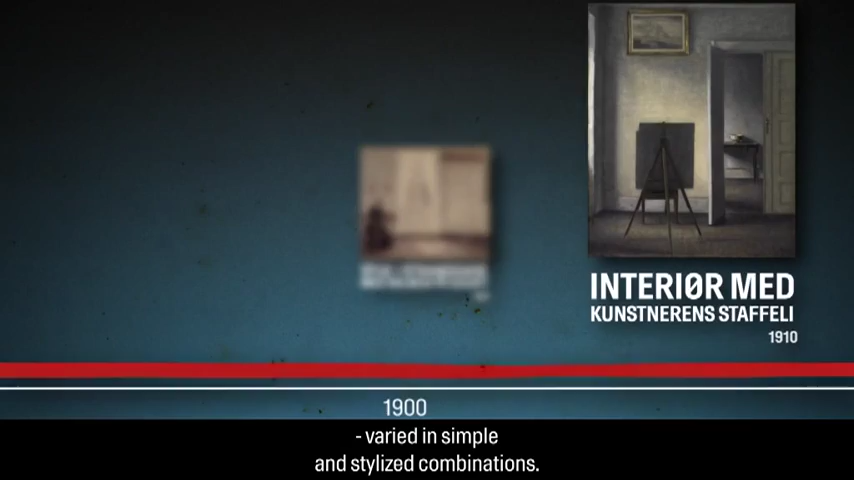 INTERIØR MED
KUNSTNERENS STAFFELI
1910
1900
- varied in simple
and stylized combinations.